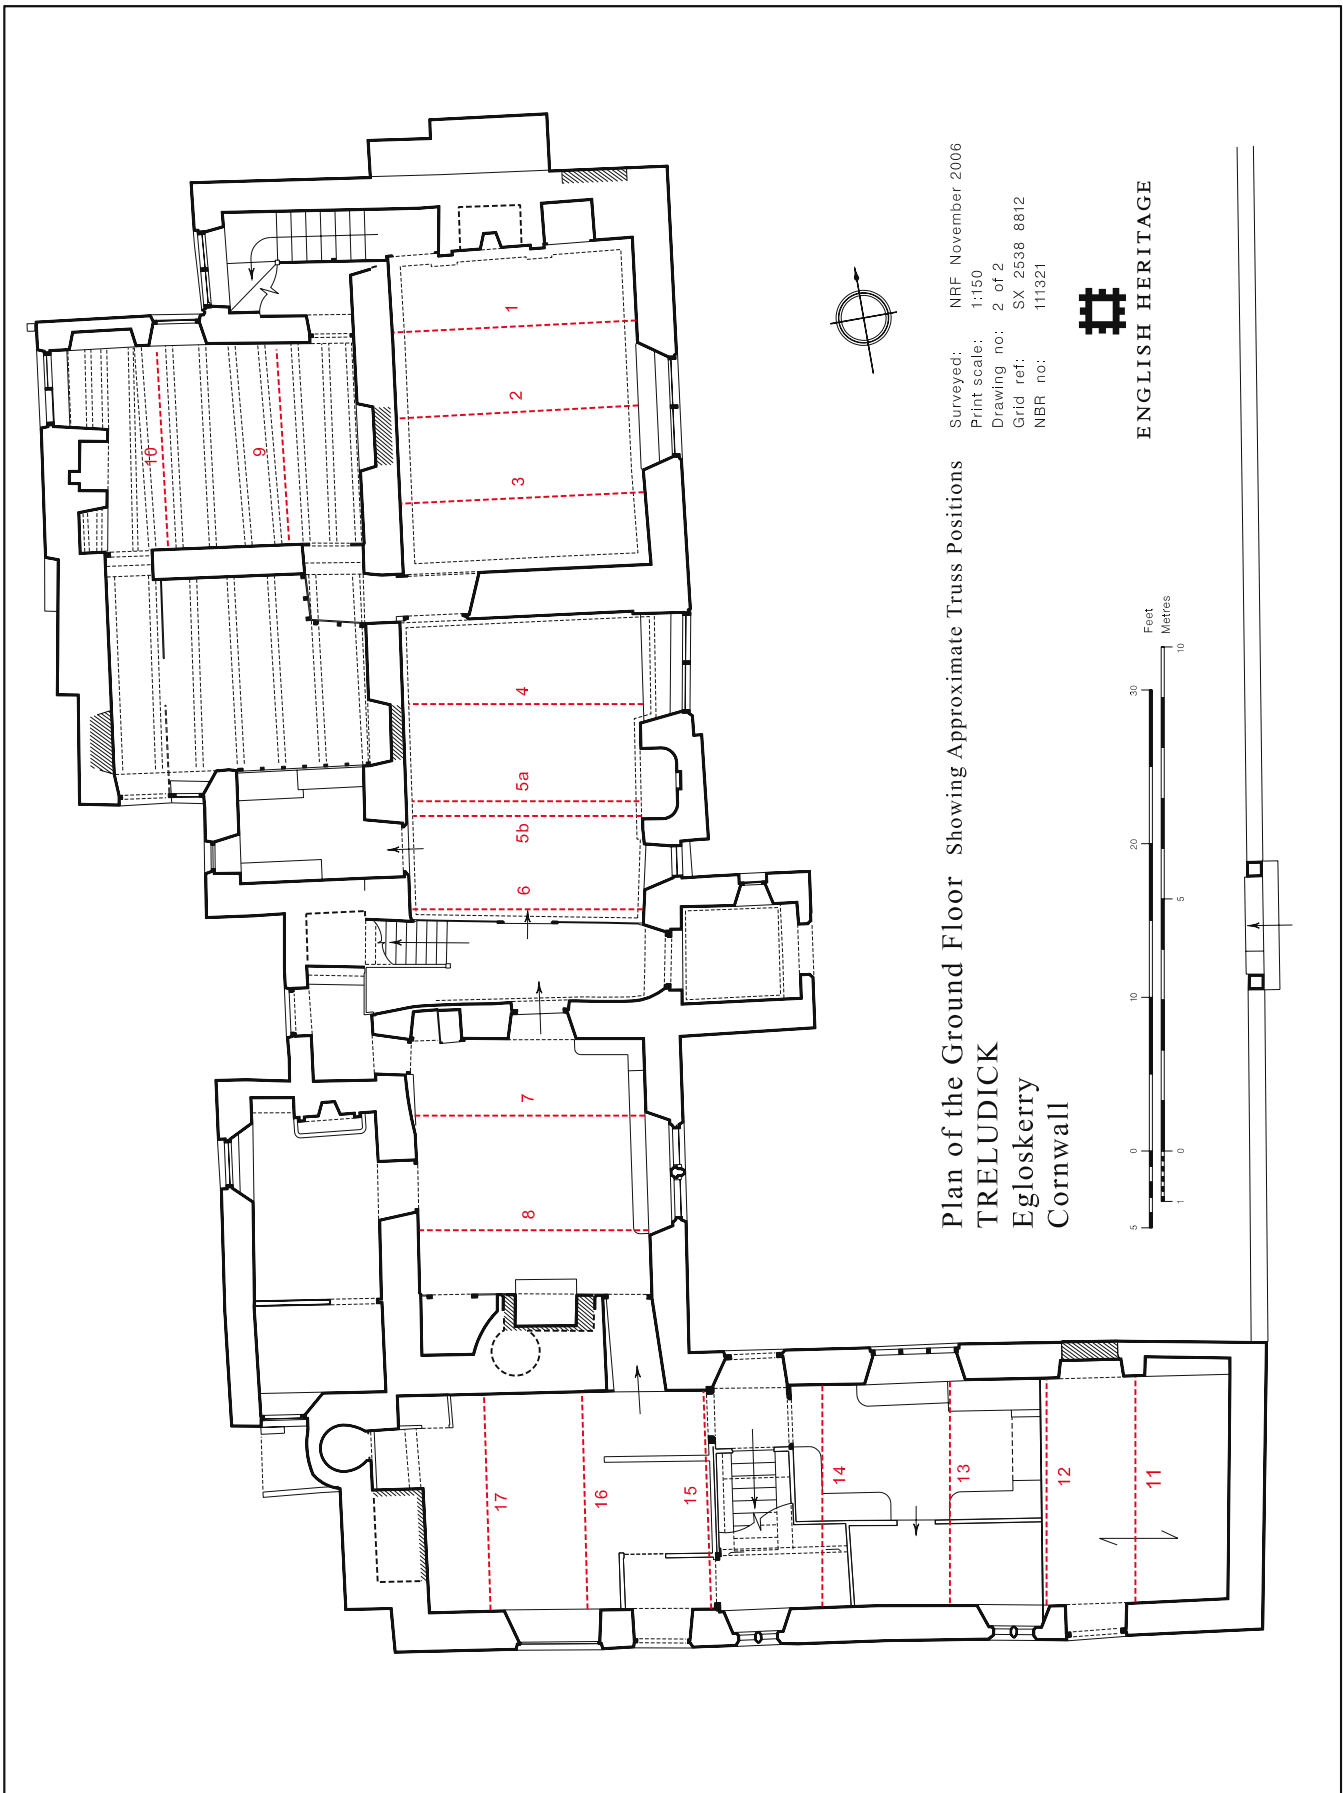 10
9
1
2
3
4
5a
5b
6
7
8
17
16
15
14
13
12
11
Plan of the Ground Floor Showing Approximate Truss Positions
TRELUDICK
Egloskerry
Cornwall
Surveyed: NRF November 2006
Print scale: 1:150
Drawing no: 2 of 2
Grid ref: SX 2538 8812
NBR no: 111321
ENGLISH HERITAGE
5 0 10 20 30 Feet
1 0 5 10 Metres